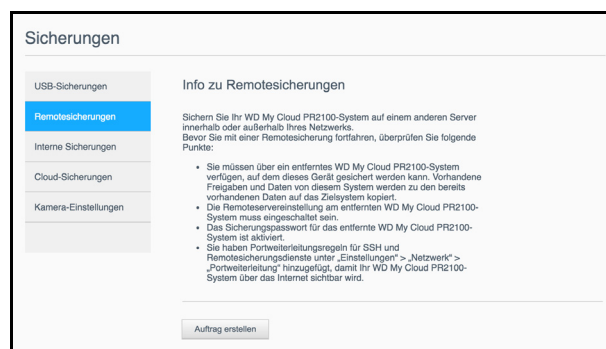 Sicherungen
USB-Sicherungen
Remotesicherungen
Interne Sicherungen
Cloud-Sicherungen
Kamera-Einstellungen
Info zu Remotesicherungen
Sichern Sie Ihr WD My Cloud PR2100-System auf einem anderen Server
innerhalb oder außerhalb Ihres Netzwerks.
Bevor Sie mit einer Remotesicherung fortfahren, überprüfen Sie folgende
Punkte:
• Sie müssen über ein entferntes WD My Cloud PR2100-System
verfügen, auf dem dieses Gerät gesichert werden kann. Vorhandene
Freigaben und Daten von diesem System werden zu den bereits
vorhandenen Daten auf das Zielsystem kopiert.
• Die Remoteservereinstellung am entfernten WD My Cloud PR2100-
System muss eingeschaltet sein.
• Das Sicherungspasswort für das entfernte WD My Cloud PR2100-
System ist aktiviert.
• Sie haben Portweiterleitungsregeln für SSH und
Remotesicherungsdienste unter „Einstellungen“ > „Netzwerk“ >
„Portweiterleitung“ hinzugefügt, damit Ihr WD My Cloud PR2100-
System über das Internet sichtbar wird.
Auftrag erstellen